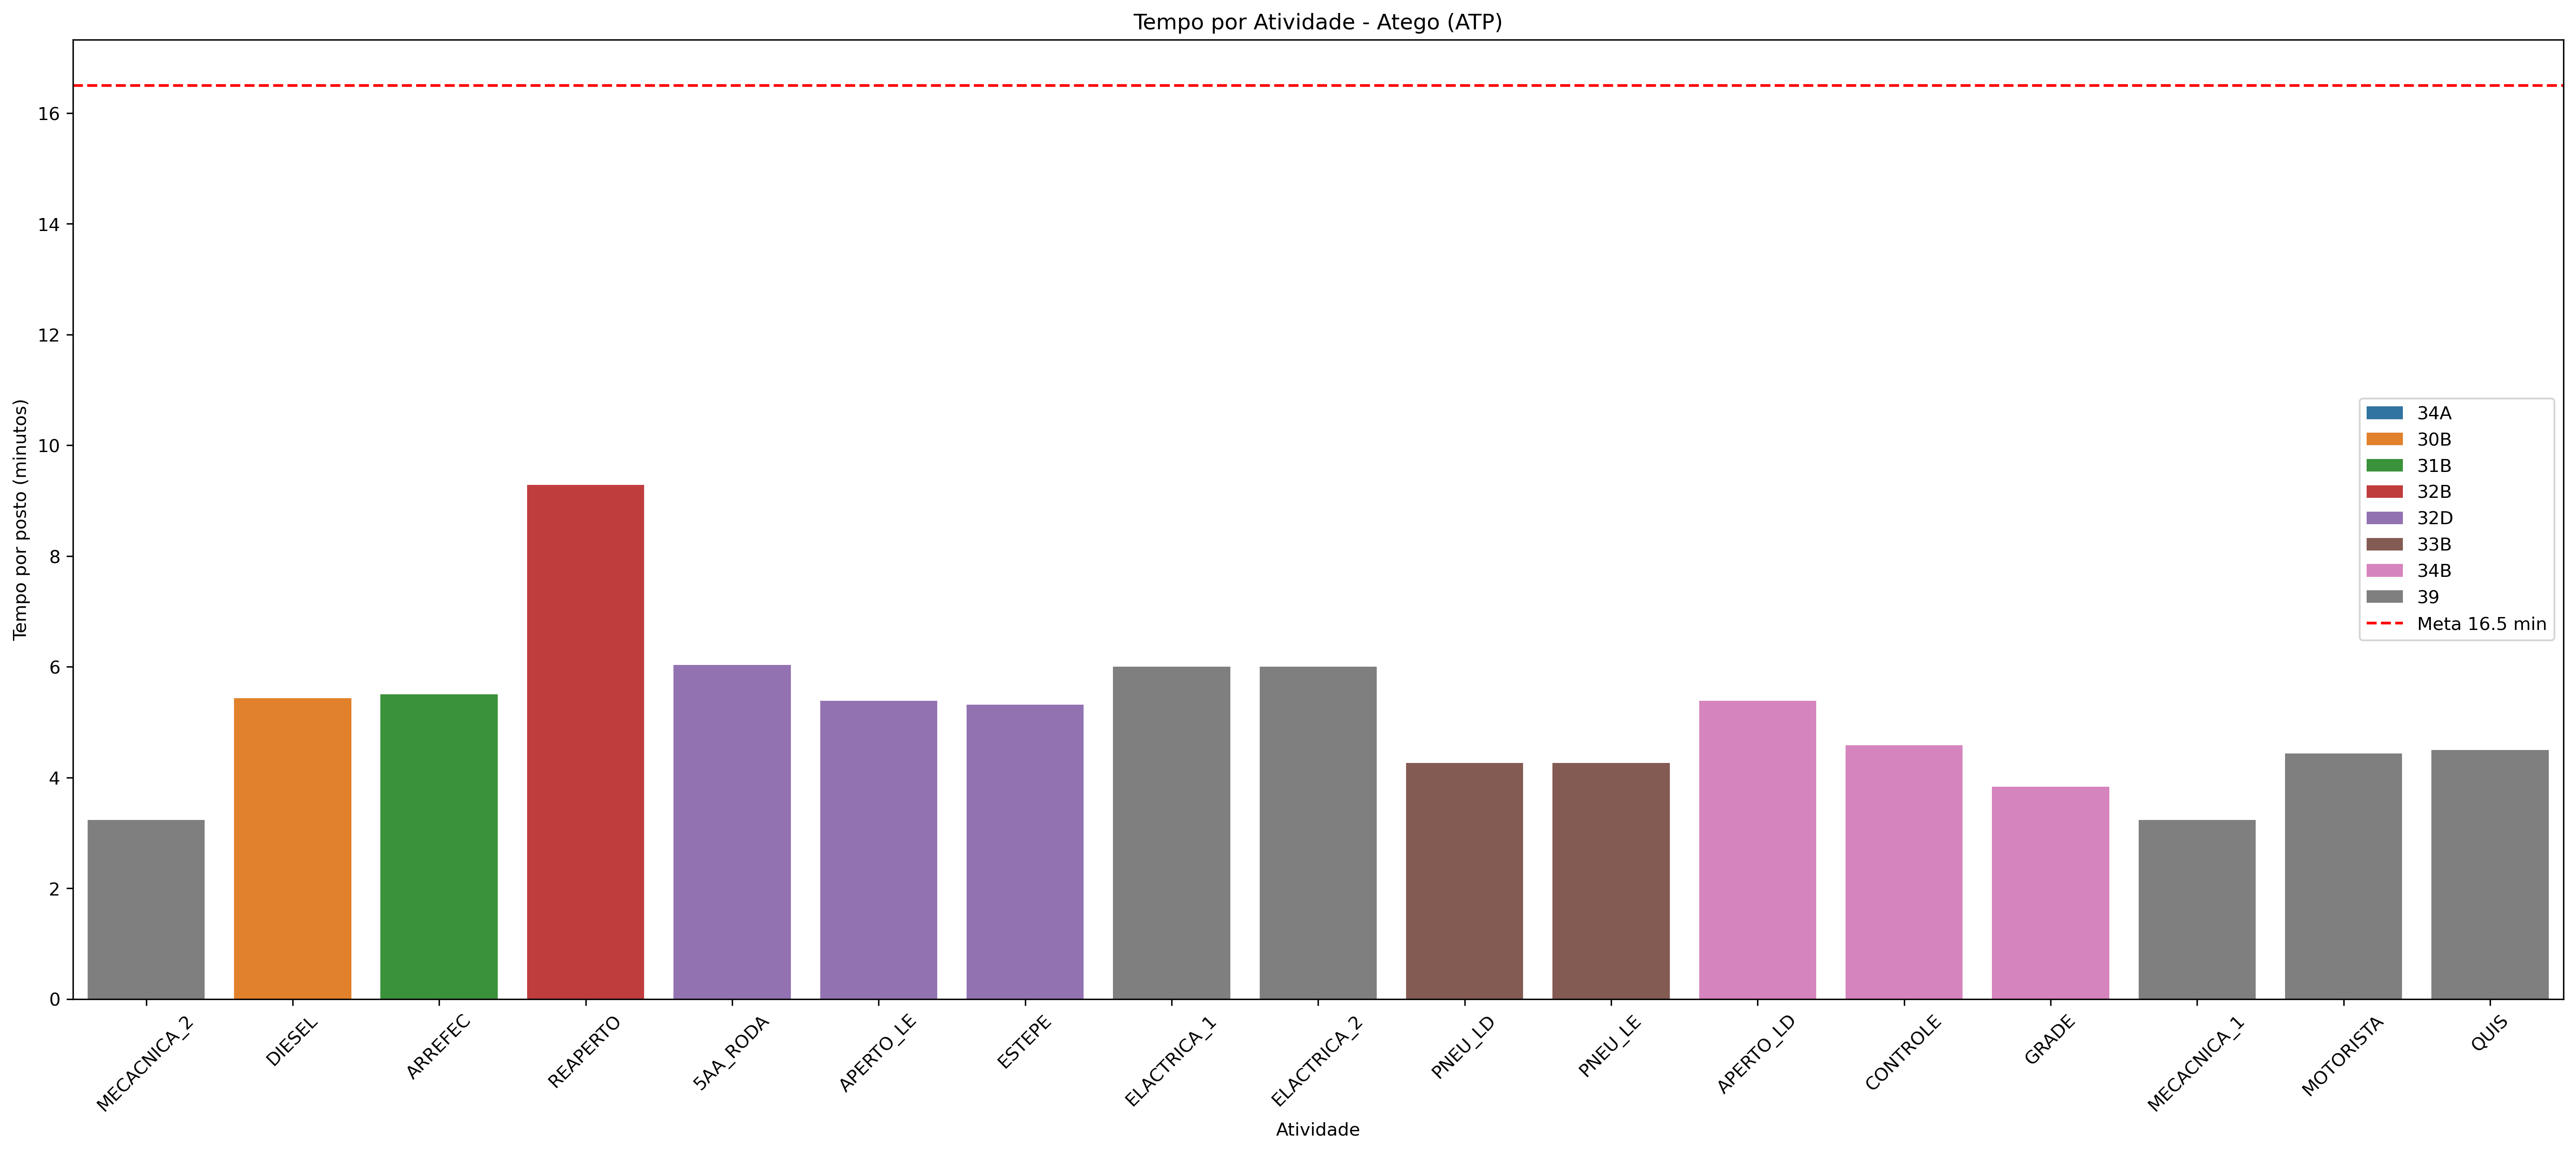 Tempo por Atividade - Atego (ATP)
Tempo por posto (minutos)
16
14
12
10
8
6
4
2
0
34A
30B
31B
32B
32D
33B
34B
39
Meta 16.5 min
MECACNICA_2
DIESEL
ARREFEC
REAPERTO
5AA_RODA
APERTO_LE
ESTEPE
ELACTRICA_1
ELACTRICA_2
PNEU_LD
PNEU_LE
APERTO_LD
CONTROLE
GRADE
MECACNICA_1
MOTORISTA
QUIS
Atividade